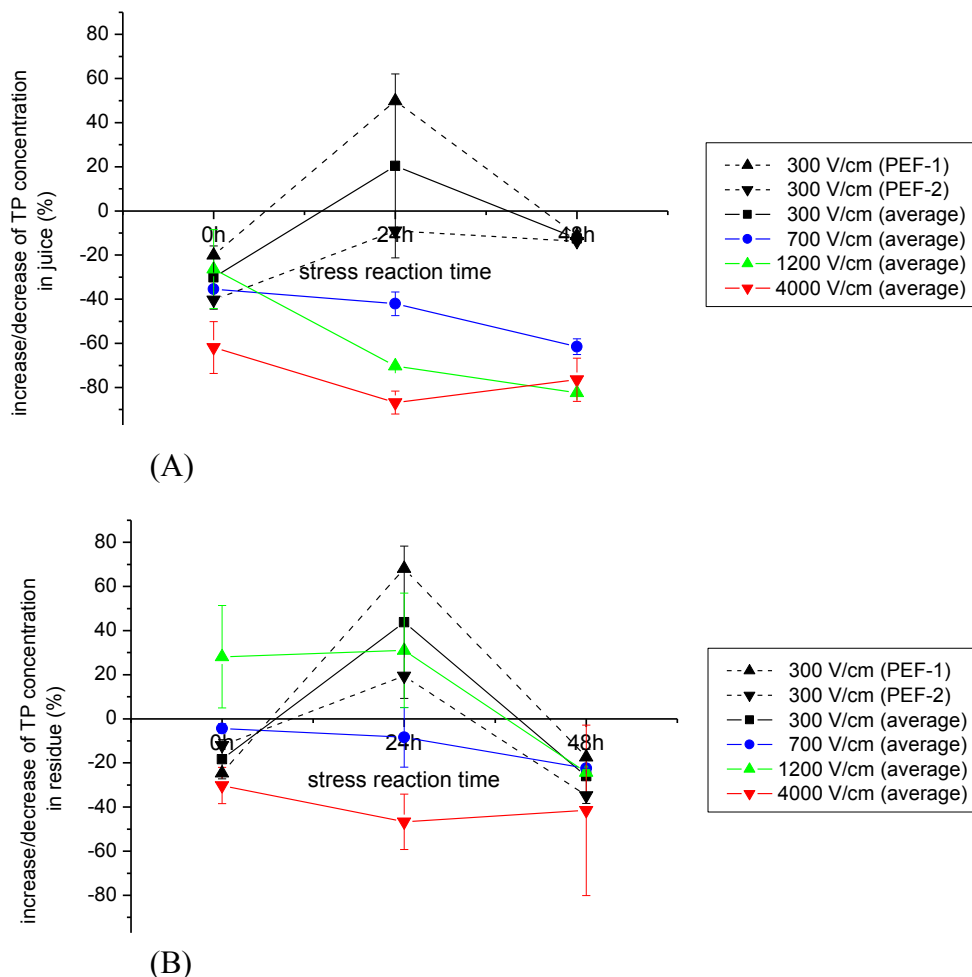 increase/decrease of TP concentration
in juice (%)
80
60
40
20
0
-20
-40
-60
-80
0h
24h
48h
stress reaction time
300 V/cm (PEF-1)
300 V/cm (PEF-2)
300 V/cm (average)
700 V/cm (average)
1200 V/cm (average)
4000 V/cm (average)
(A)
increase/decrease of TP concentration
in residue (%)
80
60
40
20
0
-20
-40
-60
-80
0h
24h
48h
stress reaction time
300 V/cm (PEF-1)
300 V/cm (PEF-2)
300 V/cm (average)
700 V/cm (average)
1200 V/cm (average)
4000 V/cm (average)
(B)